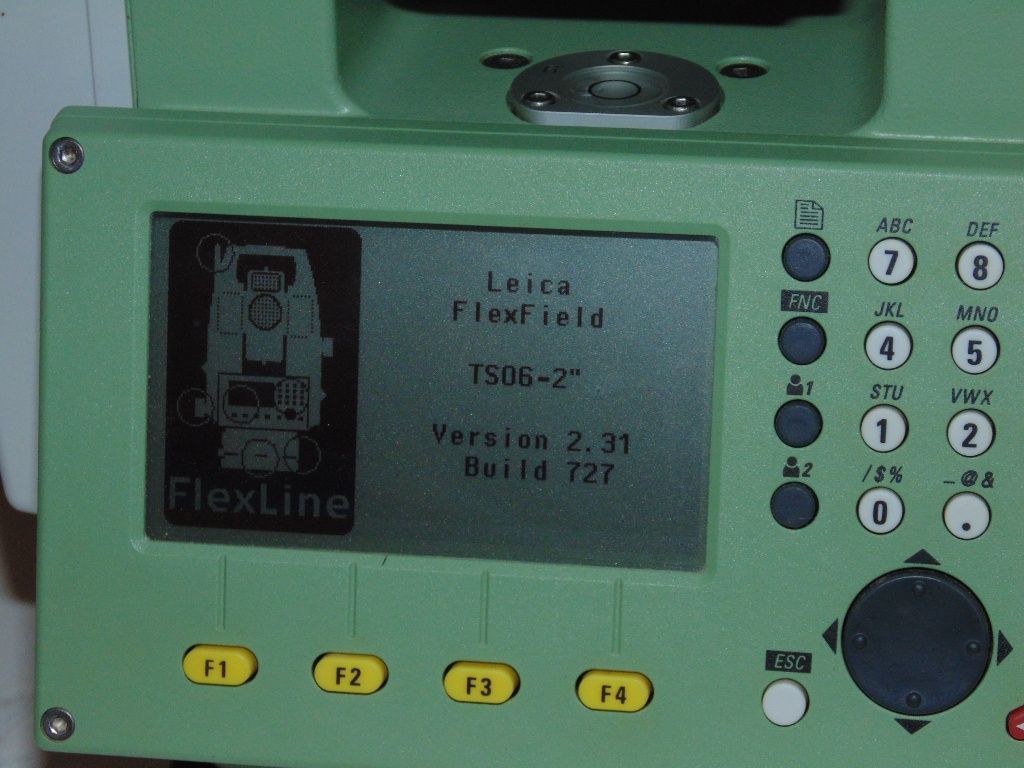 Leica
FlexField
TS06-2"
Version 2.31
Build 727
FlexLine
ABC
DEF
7
8
FNC
JKL
MNO
4
5
1
STU
VWX
1
2
2
/$%
_@&
0
.
ESC
F1
F2
F3
F4